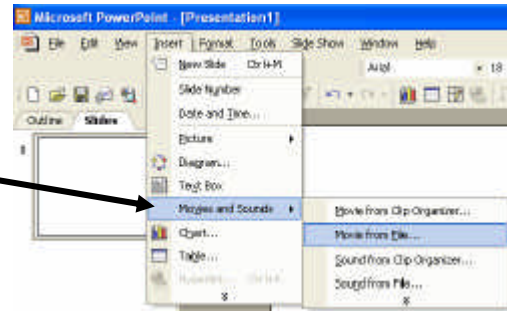 Microsoft PowerPoint - [Presentation1]
File Edit View Insert Format Tools Slide Show Window Help
New Slide Ctrl+M
Arial 18
Slide Number
Outline Slides
Date and Time...
1
Picture
Diagram...
Text Box
Movies and Sounds
Movie from Clip Organizer...
Chart...
Movie from File...
Table...
Sound from Clip Organizer...
Sound from File...